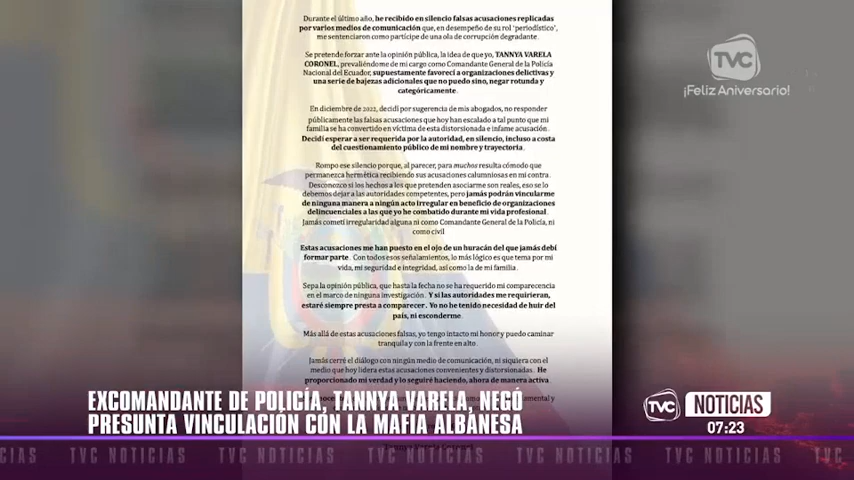 Durante el último año, he recibido en silencio falsas acusaciones replicadas
por varios medios de comunicación que, en desempeño de su rol 'periodístico',
me sentenciaron como partícipe de una ola de corrupción degradante.
Se pretende forzar ante la opinión pública, la idea de que yo, TANNYA VARELA
CORONEL, prevaliéndome de mi cargo como Comandante General de la Policía
Nacional del Ecuador, supuestamente favorecí a organizaciones delictivas y
una serie de bajezas adicionales que no puedo sino, negar rotunda y
categóricamente.
En diciembre de 2022, decidí por sugerencia de mis abogados, no responder
públicamente las falsas acusaciones que hoy han escalado a tal punto que mi
familia se ha convertido en víctima de esta distorsionada e infame acusación.
Decidí esperar a ser requerida por la autoridad, en silencio, incluso a costa
del cuestionamiento público de mi nombre y trayectoria.
Rompo ese silencio porque, al parecer, para muchos resulta cómodo que
permanezca hermética recibiendo sus acusaciones calumniosas en mi contra.
Desconozco si los hechos a los que pretenden asociarme son reales, eso se lo
debemos dejar a las autoridades competentes, pero jamás podrán vincularme
de ninguna manera a ningún acto irregular en beneficio de organizaciones
delincuenciales a las que yo he combatido durante mi vida profesional.
Jamás cometí irregularidad alguna ni como Comandante General de la Policía, ni
como civil
Estas acusaciones me han puesto en el ojo de un huracán del que jamás debí
formar parte. Con todos esos señalamientos, lo más lógico es que tema por mi
vida, mi seguridad e integridad, así como la de mi familia.
Sepa la opinión pública, que hasta la fecha no se ha requerido mi comparecencia
en el marco de ninguna investigación. Y si las autoridades me requirieran,
estaré siempre presta a comparecer. Yo no he tenido necesidad de huir del
país, ni esconderme.
Más allá de estas acusaciones falsas, yo tengo intacto mi honor y puedo caminar
tranquila y con la frente en alto.
Jamás cerré el diálogo con ningún medio de comunicación, ni siquiera con el
medio que hoy lidera estas acusaciones convenientes y distorsionadas. He
proporcionado mi verdad y lo seguiré haciendo, ahora de manera activa
TVC
¡Feliz Aniversario!
EXCOMANDANTE DE POLICÍA, TANNYA VARELA, NEGÓ
PRESUNTA VINCULACIÓN CON LA MAFIA ALBANESA
TVC NOTICIAS
07:23
TVC NOTICIAS TVC NOTICIAS TVC NOTICIAS TVC NOTICIAS